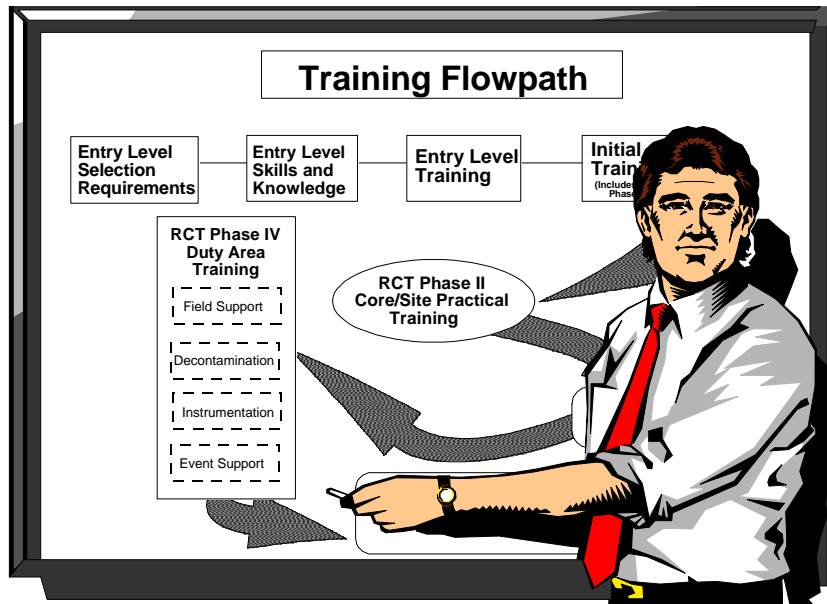 Training Flowpath
Entry Level
Selection
Requirements
Entry Level
Skills and
Knowledge
Entry Level
Training
Initial
(Includes
RCT Phase IV
Duty Area
Training
Field Support
Decontamination
Instrumentation
Event Support
RCT Phase II
Core/Site Practical
Training